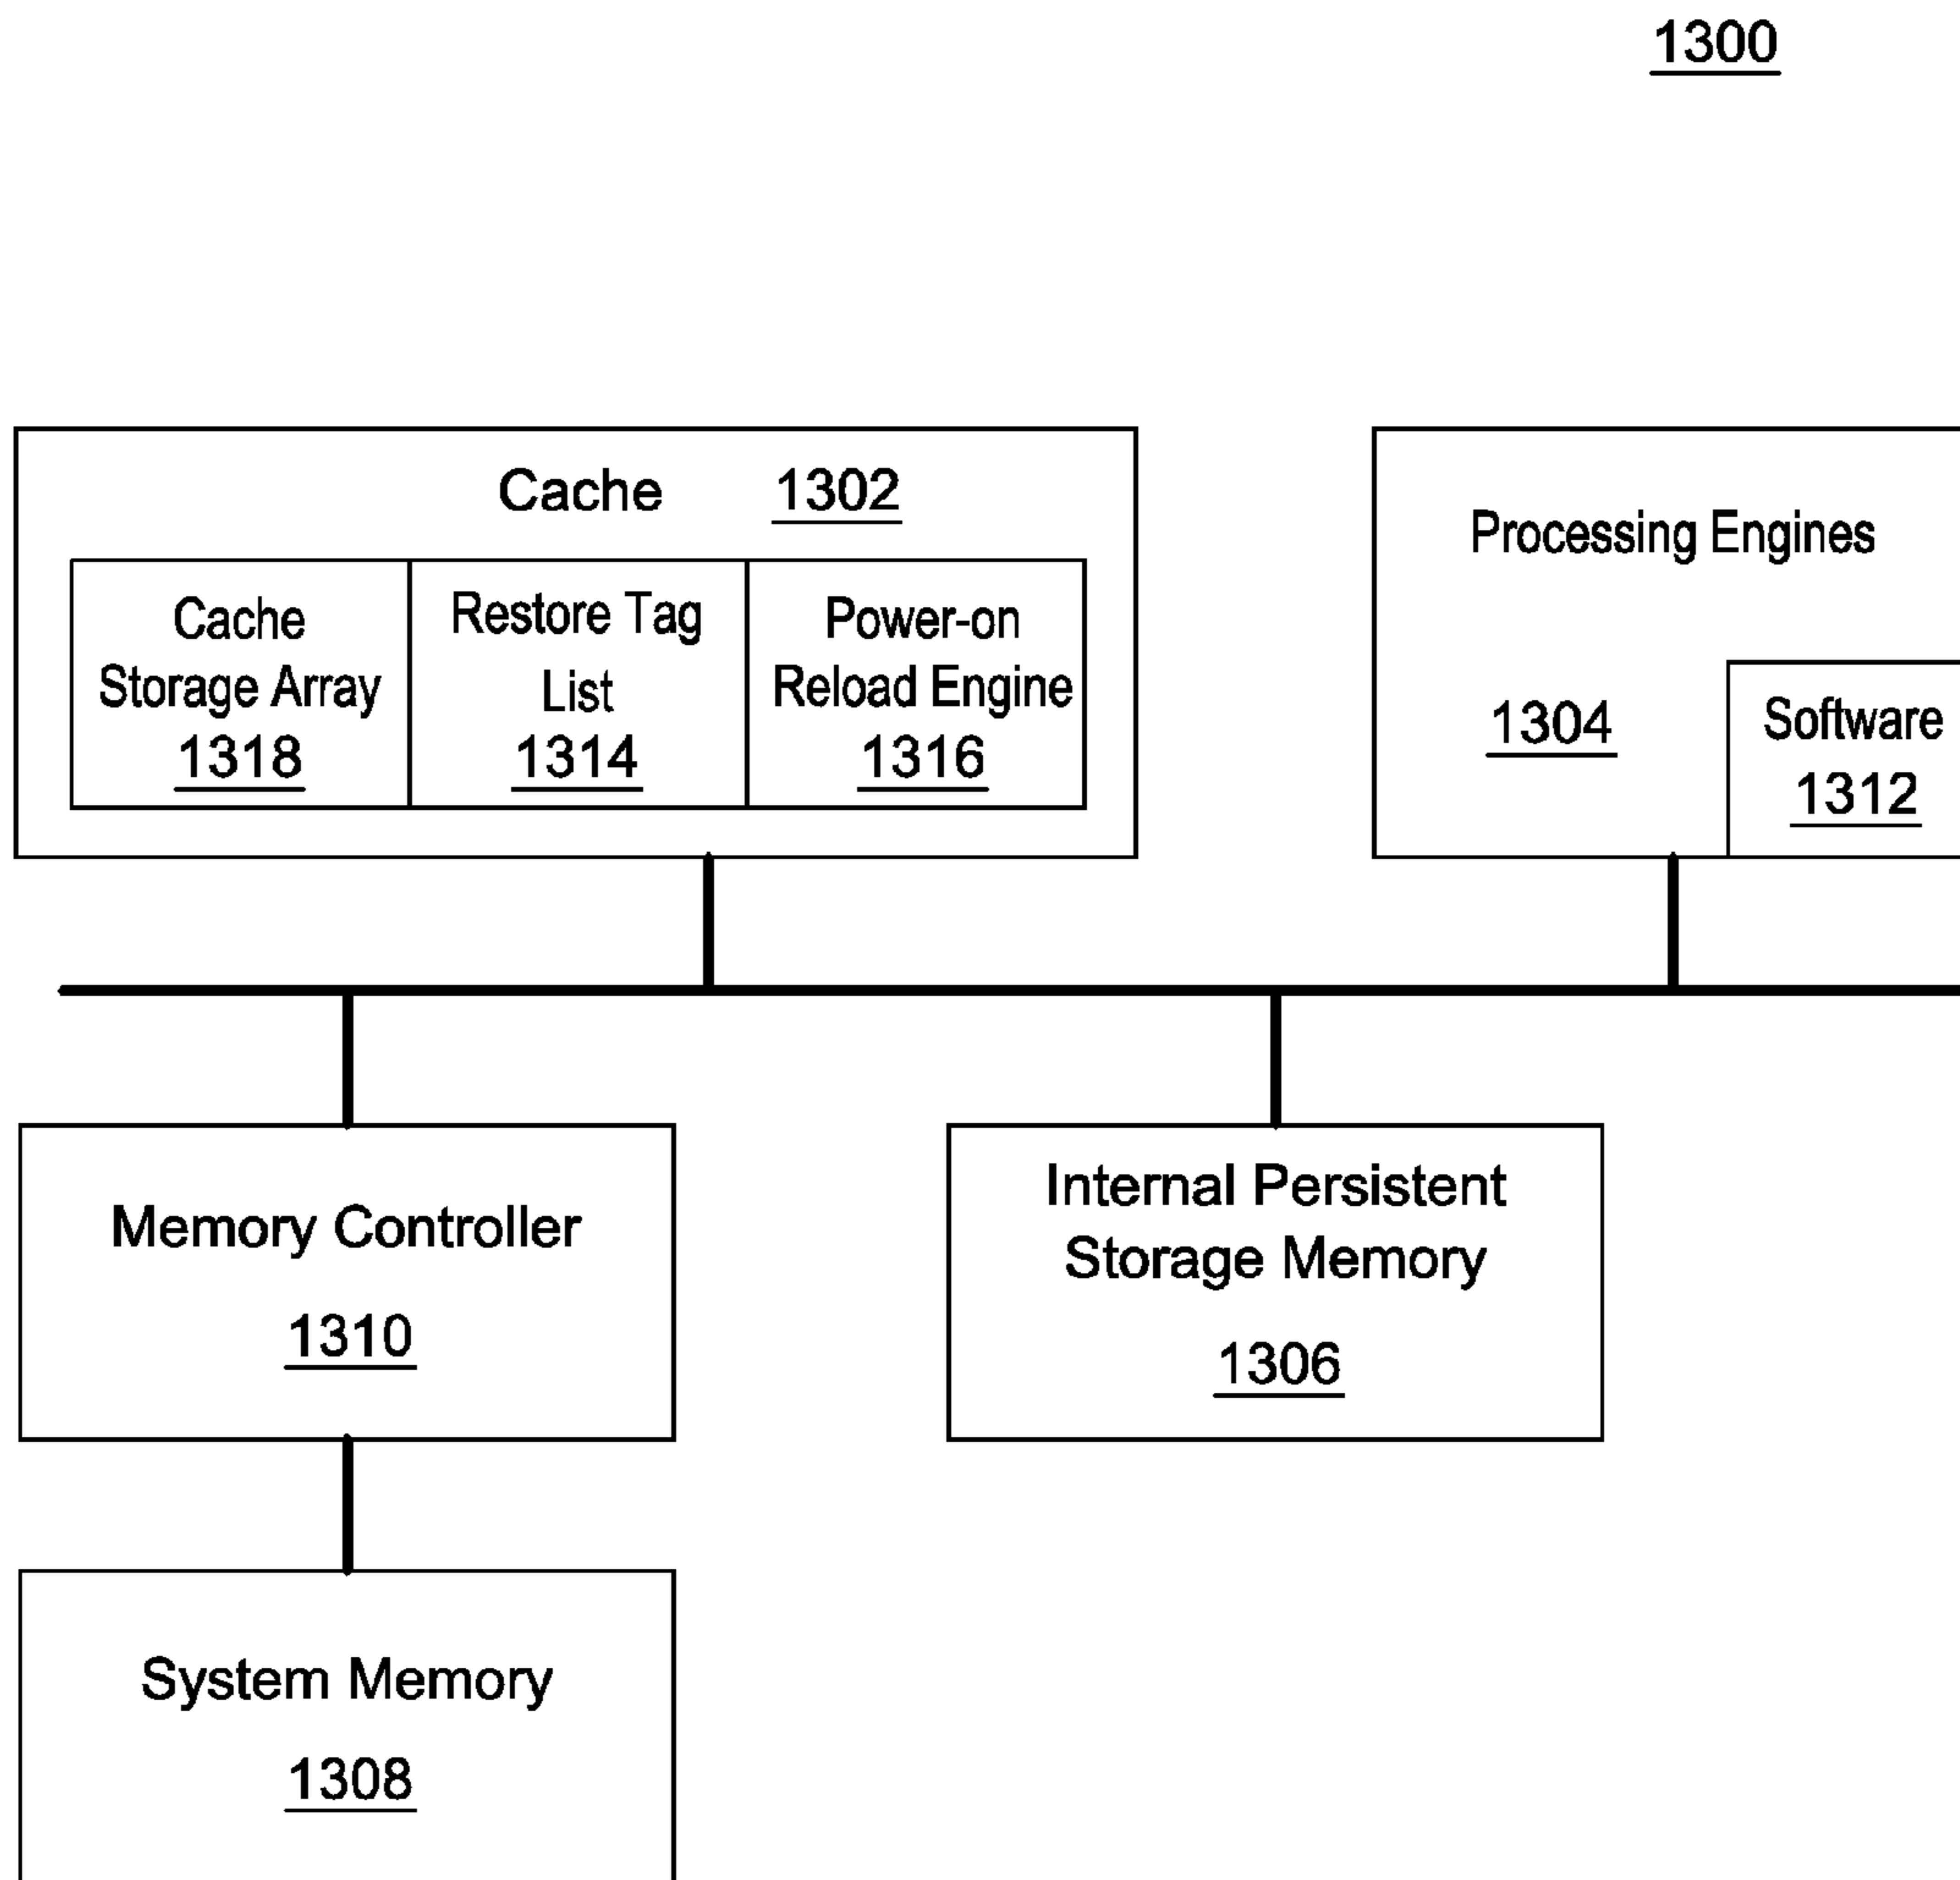 1300
Cache 1302
Cache
Storage Array
1318
Restore Tag
List
1314
Power-on
Reload Engine
1316
Processing Engines
1304
Software
1312
Memory Controller
1310
Internal Persistent
Storage Memory
1306
System Memory
1308